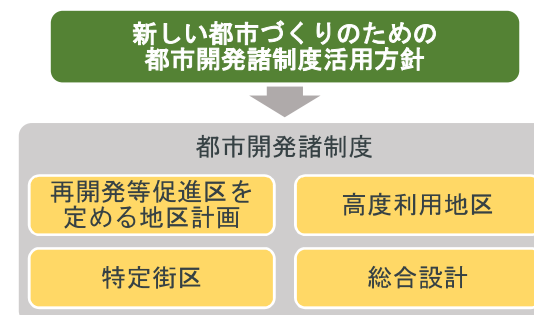 新しい都市づくりのための
都市開発諸制度活用方針
都市開発諸制度
再開発等促進区を
定める地区計画
高度利用地区
特定街区
総合設計